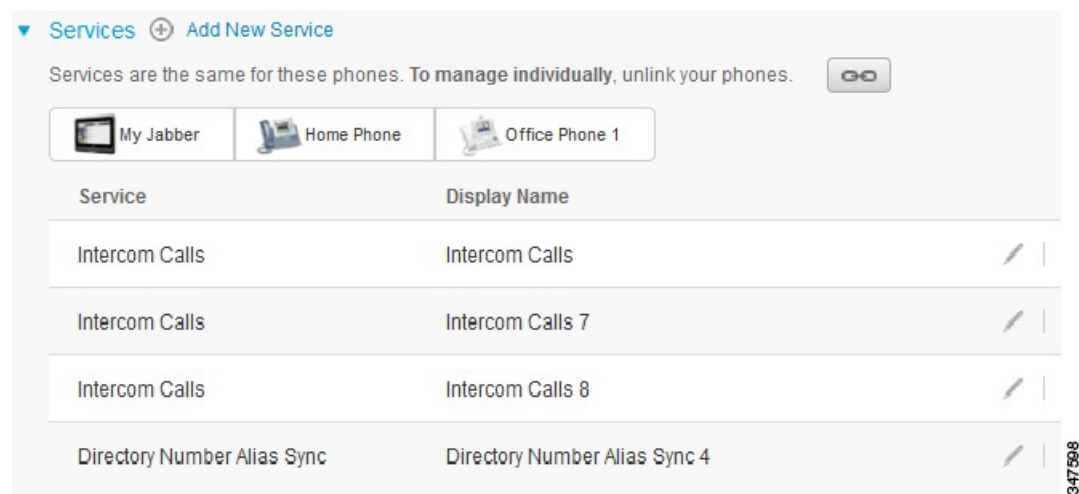 Services Add New Service
Services are the same for these phones. To manage individually, unlink your phones.
My Jabber Home Phone Office Phone 1
Service Display Name
Intercom Calls Intercom Calls
Intercom Calls Intercom Calls 7
Intercom Calls Intercom Calls 8
Directory Number Alias Sync Directory Number Alias Sync 4
347598